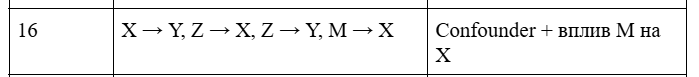 16
X → Y, Z → X, Z → Y, M → X
Confounder + вплив M на
X